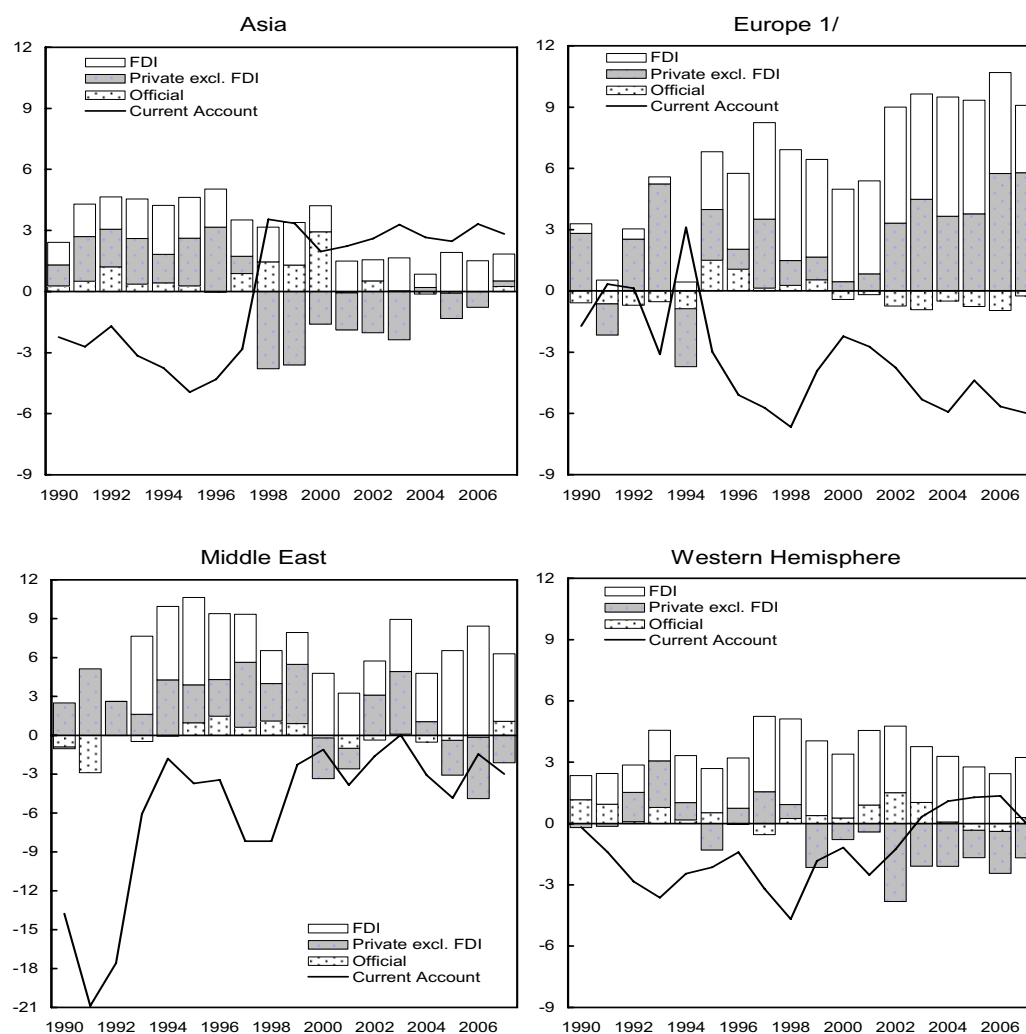 Asia
12
9
6
3
0
-3
-6
-9
FDI
Private excl. FDI
Official
Current Account
1990 1992 1994 1996 1998 2000 2002 2004 2006
Europe 1/
12
9
6
3
0
-3
-6
-9
FDI
Private excl. FDI
Official
Current Account
1990 1992 1994 1996 1998 2000 2002 2004 2006
Middle East
12
9
6
3
0
-3
-6
-9
-12
-15
-18
-21
FDI
Private excl. FDI
Official
Current Account
1990 1992 1994 1996 1998 2000 2002 2004 2006
Western Hemisphere
12
9
6
3
0
-3
-6
-9
FDI
Private excl. FDI
Official
Current Account
1990 1992 1994 1996 1998 2000 2002 2004 2006